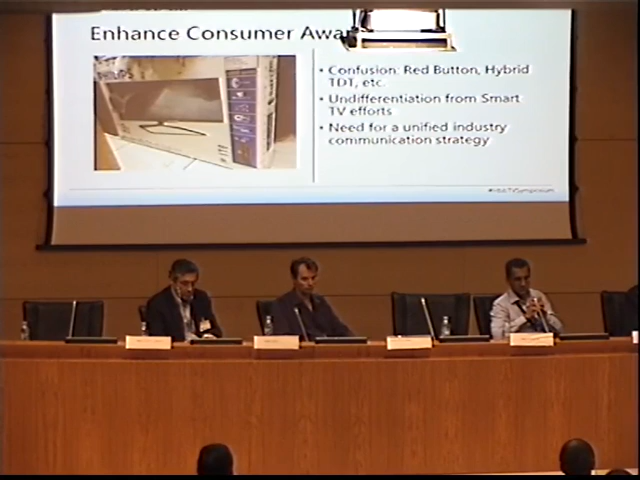 Enhance Consumer Awa
PHILIPS
• Confusion: Red Button, Hybrid
TDT, etc.
• Undifferentiation from Smart
TV efforts
• Need for a unified industry
communication strategy